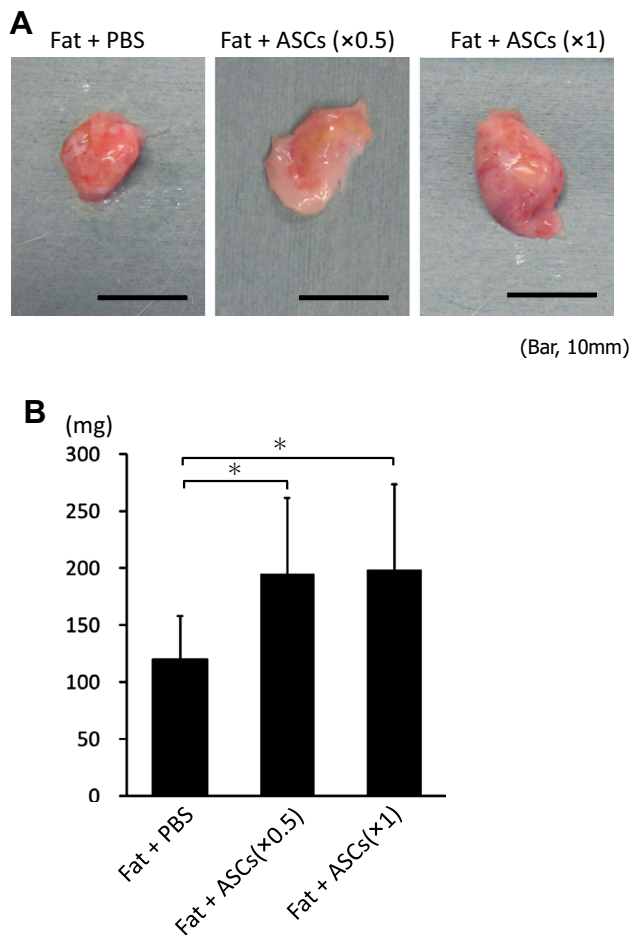 A
Fat + PBS Fat + ASCs (×0.5) Fat + ASCs (×1)
(Bar, 10mm)
B
(mg)
300
250
200
150
100
50
0
* *
Fat + PBS
Fat + ASCs(×0.5)
Fat + ASCs(×1)